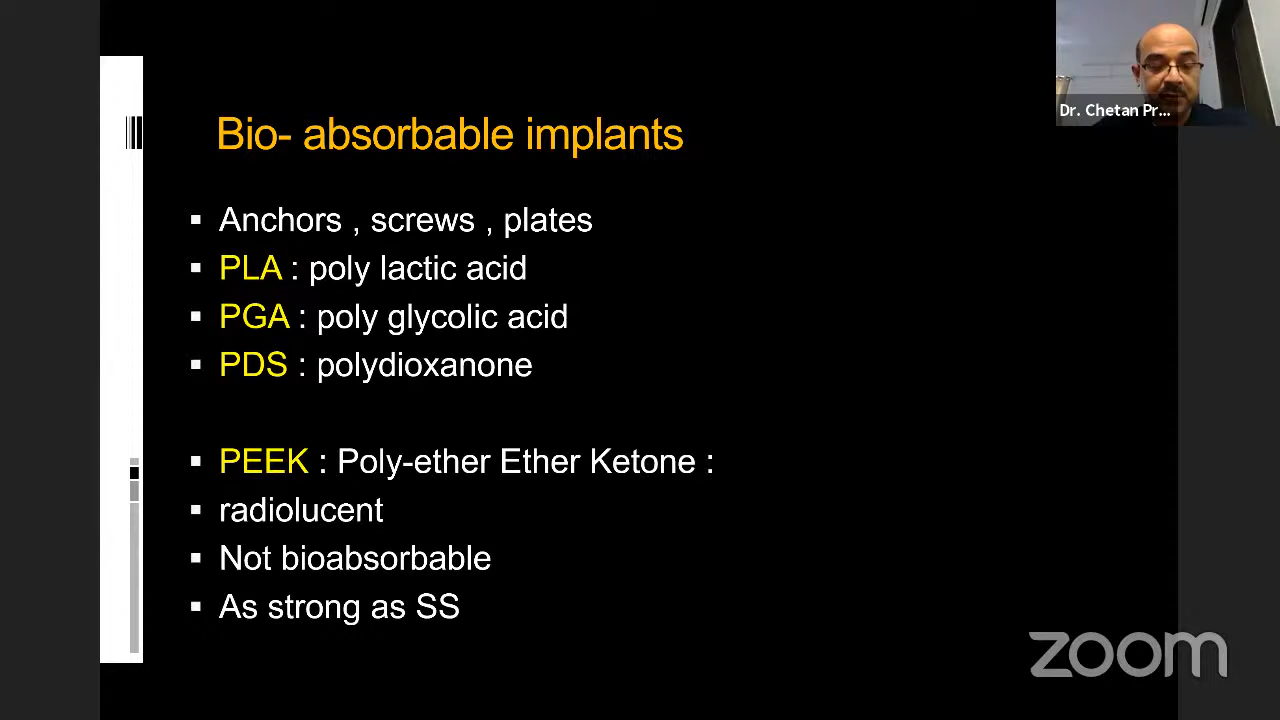 Bio- absorbable implants
Anchors , screws , plates
PLA : poly lactic acid
PGA : poly glycolic acid
PDS : polydioxanone
PEEK : Poly-ether Ether Ketone :
radiolucent
Not bioabsorbable
As strong as SS
Dr. Chetan Pr...
zoom